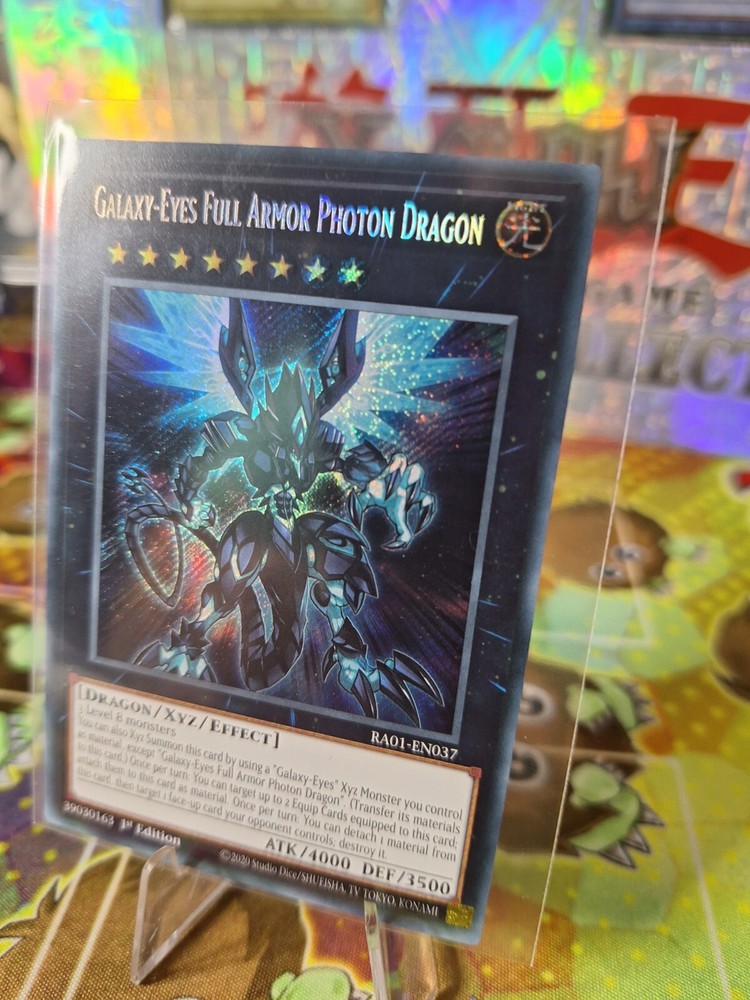 GALAXY-EYES FULL ARMOR PHOTON DRAGON
光
RA01-EN037
[DRAGON/XYZ/EFFECT]
3 Level 8 monsters
You can also Xyz Summon this card by using a "Galaxy-Eyes" Xyz Monster you control
as material, except "Galaxy-Eyes Full Armor Photon Dragon". (Transfer its materials
to this card.) Once per turn: You can target up to 2 Equip Cards equipped to this card;
attach them to this card as material. Once per turn: You can detach 1 material from
this card, then target 1 face-up card your opponent controls; destroy it.
ATK/4000 DEF/3500
39030163 1st Edition
©2020 Studio Dice/SHUEISHA, TV TOKYO, KONAMI